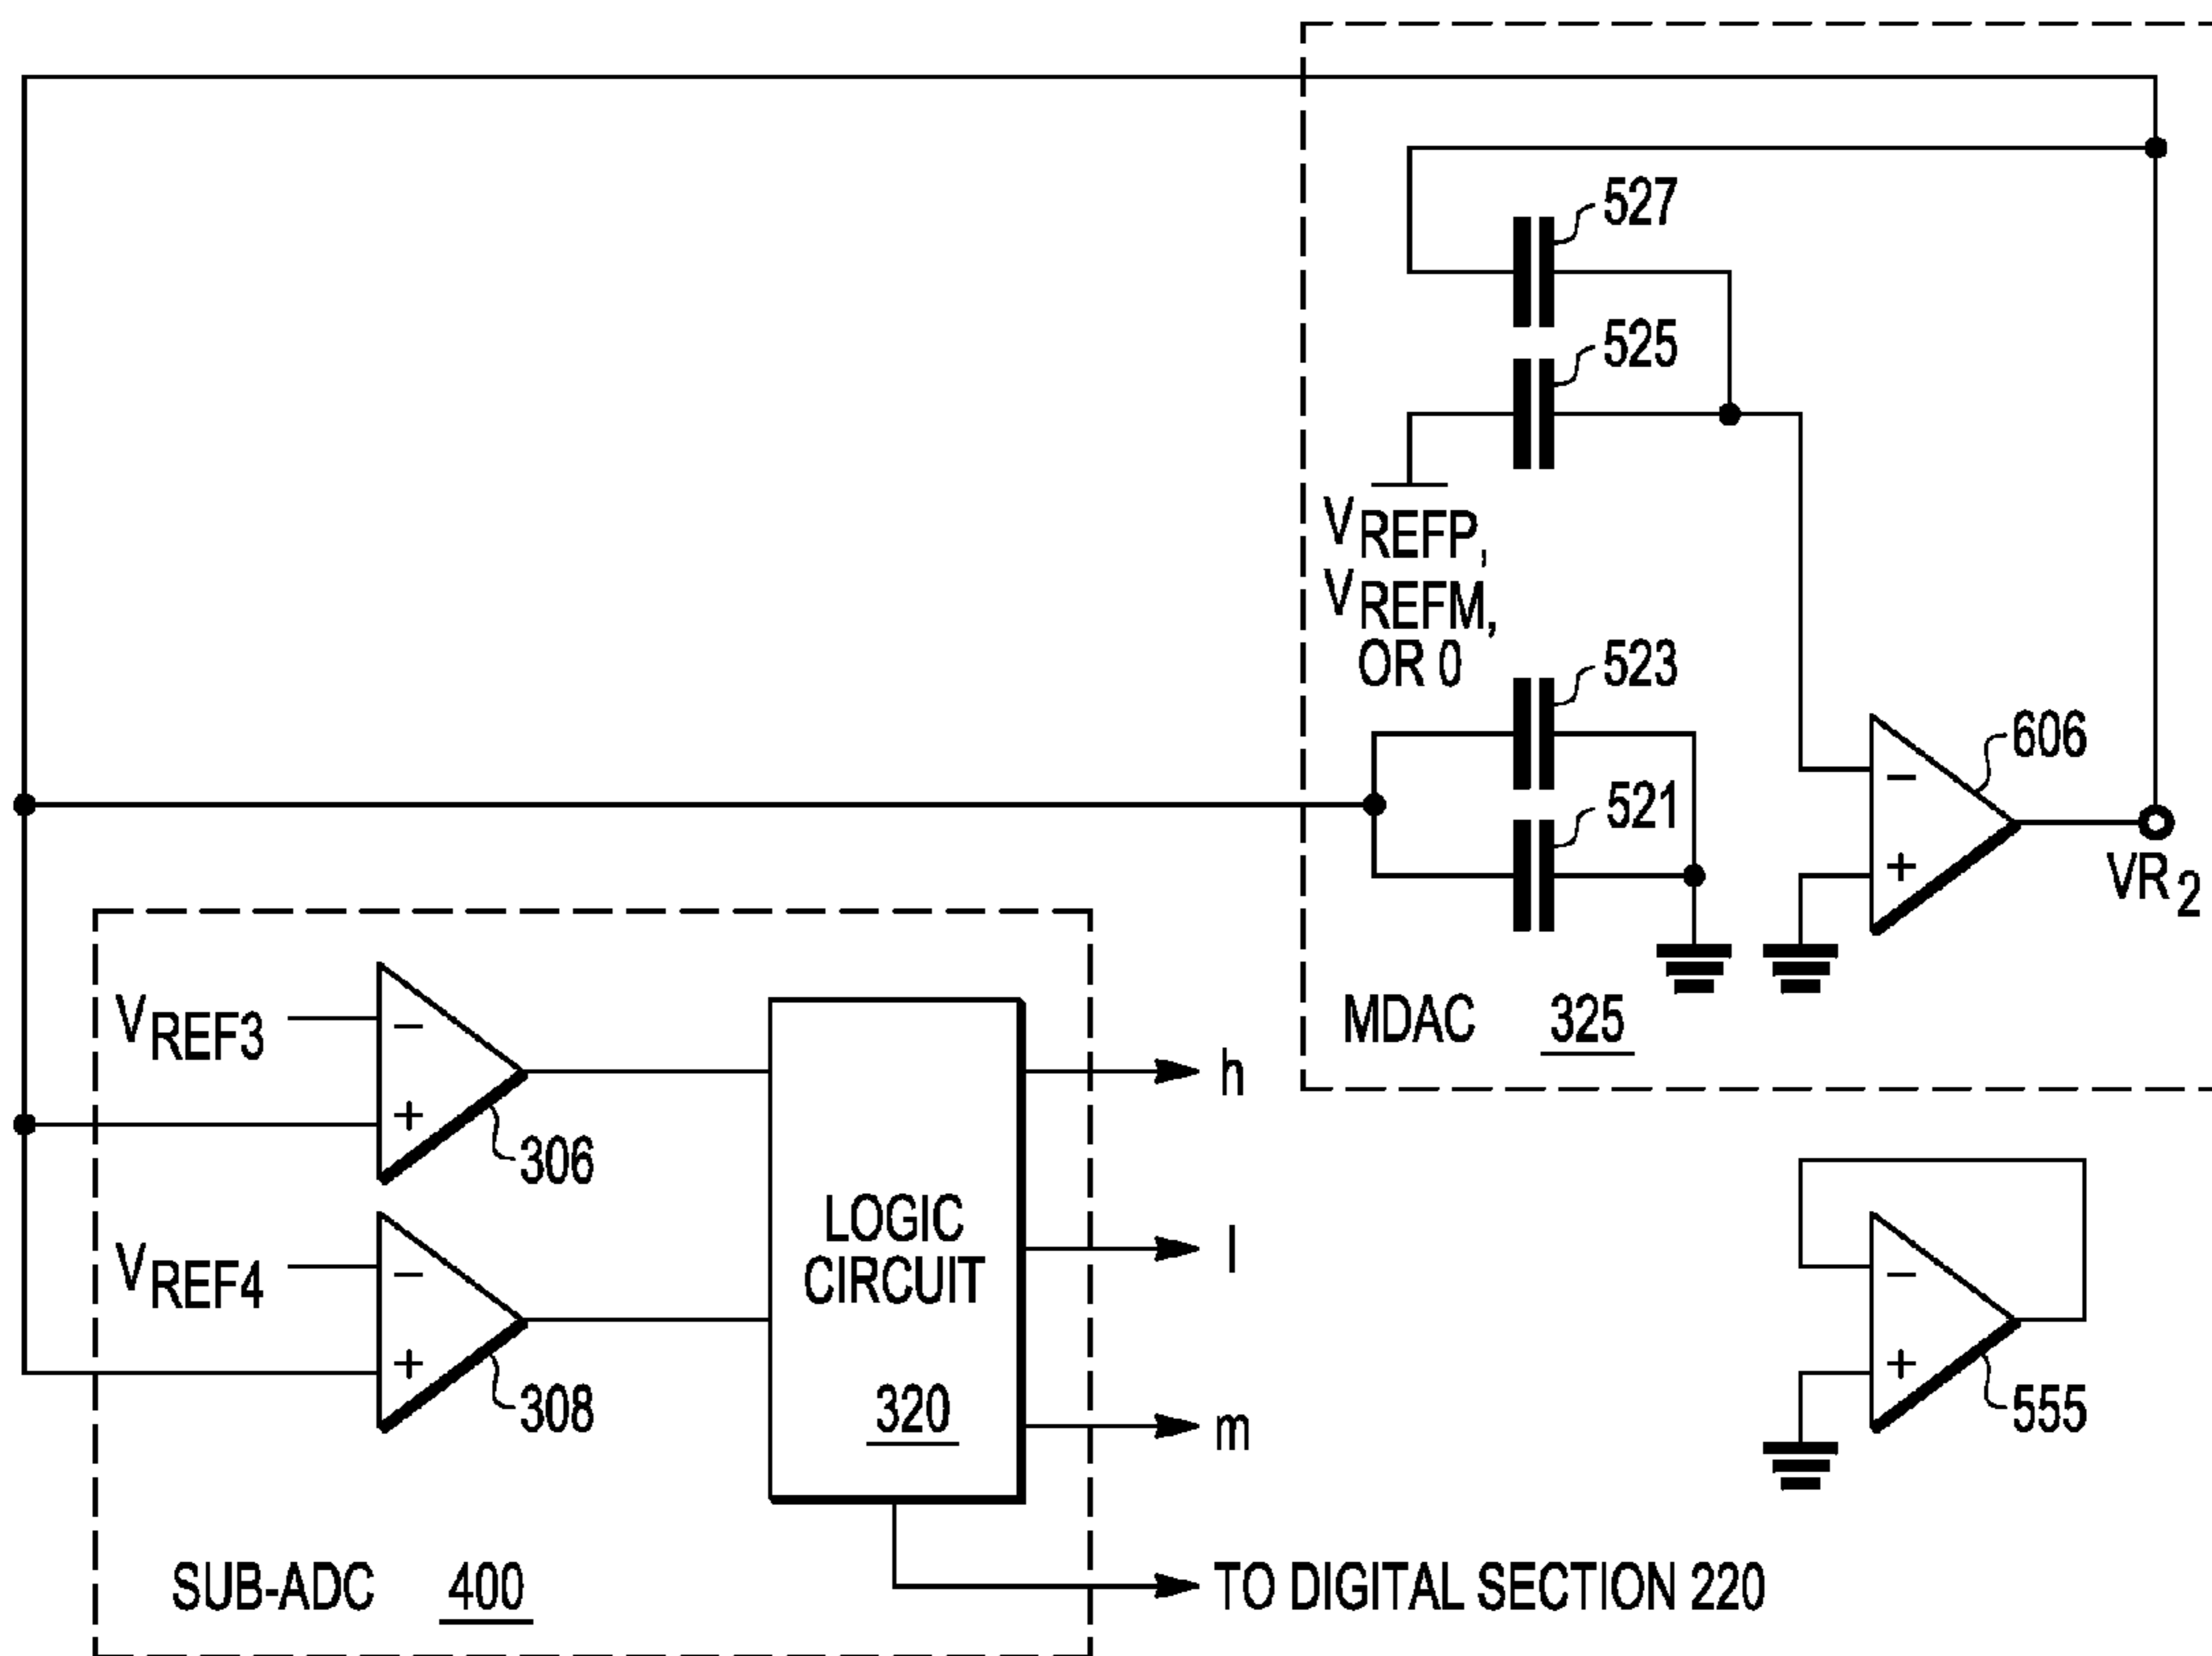 527
525
VREFP,
VREFM,
OR 0
523
521
606
−
+
VR2
MDAC 325
VREF3
−
+
306
VREF4
−
+
308
LOGIC
CIRCUIT
320
h
l
m
−
+
555
SUB-ADC 400
TO DIGITAL SECTION 220